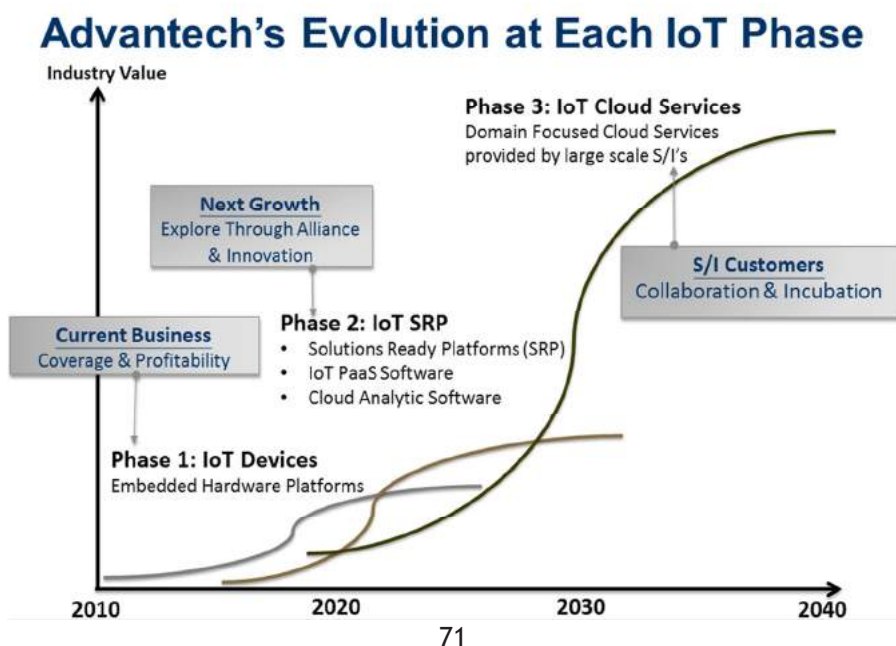 Advantech's Evolution at Each IoT Phase
Industry Value
Phase 3: IoT Cloud Services
Domain Focused Cloud Services
provided by large scale S/I's
Next Growth
Explore Through Alliance
& Innovation
S/I Customers
Collaboration & Incubation
Current Business
Coverage & Profitability
Phase 2: IoT SRP
• Solutions Ready Platforms (SRP)
• IoT PaaS Software
• Cloud Analytic Software
Phase 1: IoT Devices
Embedded Hardware Platforms
2010
2020
2030
2040
71